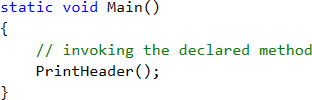 static void Main()
{
    // invoking the declared method
    PrintHeader();
}